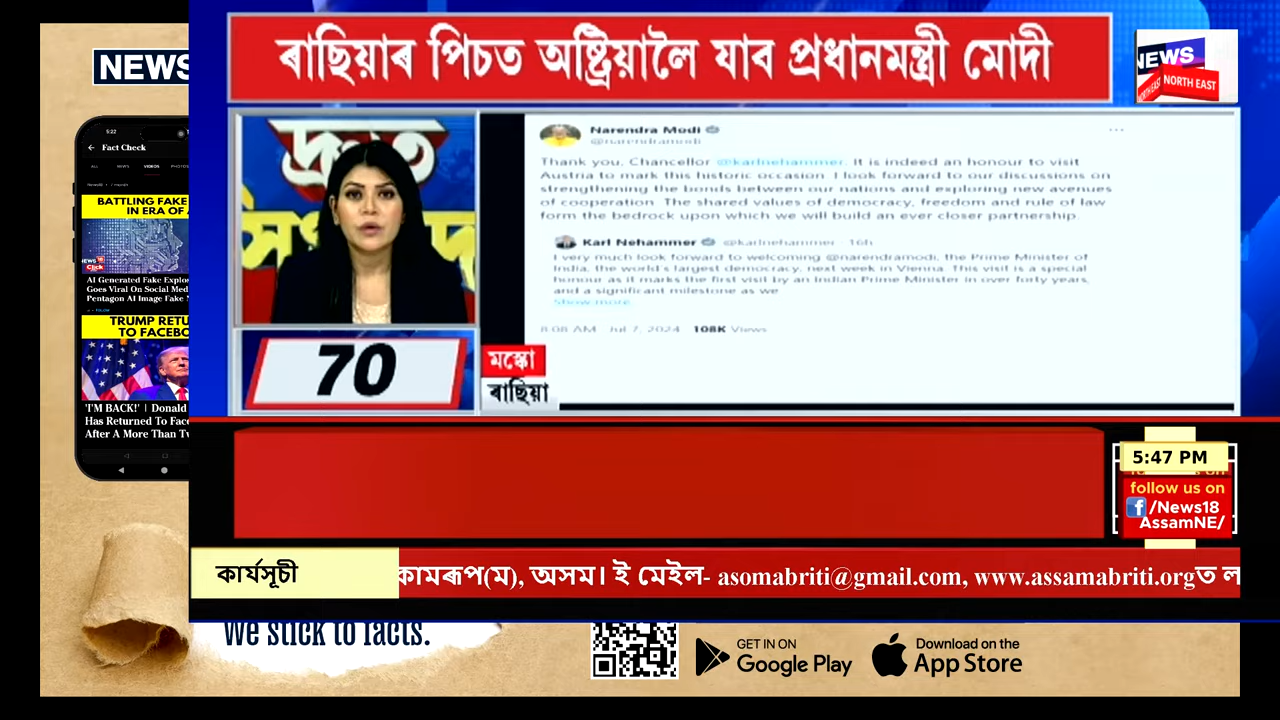 ৰাছিয়াৰ পিচত অষ্ট্ৰিয়ালৈ যাব প্ৰধানমন্ত্ৰী মোদী
NEWS
NORTH EAST
NEWS
5:22
Fact Check
ALL NEWS VIDEOS PHOTOS
BATTLING FAKE
IN ERA OF A
NEWS 18
Click
AI Generated Fake Explos
Goes Viral On Social Med
Pentagon AI Image Fake
TRUMP RETU
TO FACEBO
'I'M BACK!' | Donald
Has Returned To Face
After A More Than Tw
দ্ৰুত
Narendra Modi
@narendramodi
Thank you, Chancellor @karlnehammer. It is indeed an honour to visit
Austria to mark this historic occasion. I look forward to our discussions on
strengthening the bonds between our nations and exploring new avenues
of cooperation. The shared values of democracy, freedom and rule of law
form the bedrock upon which we will build an ever closer partnership.
Karl Nehammer @karlnehammer · 16h
I very much look forward to welcoming @narendramodi, the Prime Minister of
India, the world's largest democracy, next week in Vienna. This visit is a special
honour as it marks the first visit by an Indian Prime Minister in over forty years,
and a significant milestone as we
Show more
8:08 AM · Jul 7, 2024 · 108K Views
70
মস্কো
ৰাছিয়া
5:47 PM
follow us on
/News18
AssamNE/
কাৰ্যসূচী
কামৰূপ(ম), অসম। ই মেইল- asomabriti@gmail.com, www.assamabriti.orgত ল
We stick to facts.
GET IN ON
Google Play
Download on the
App Store